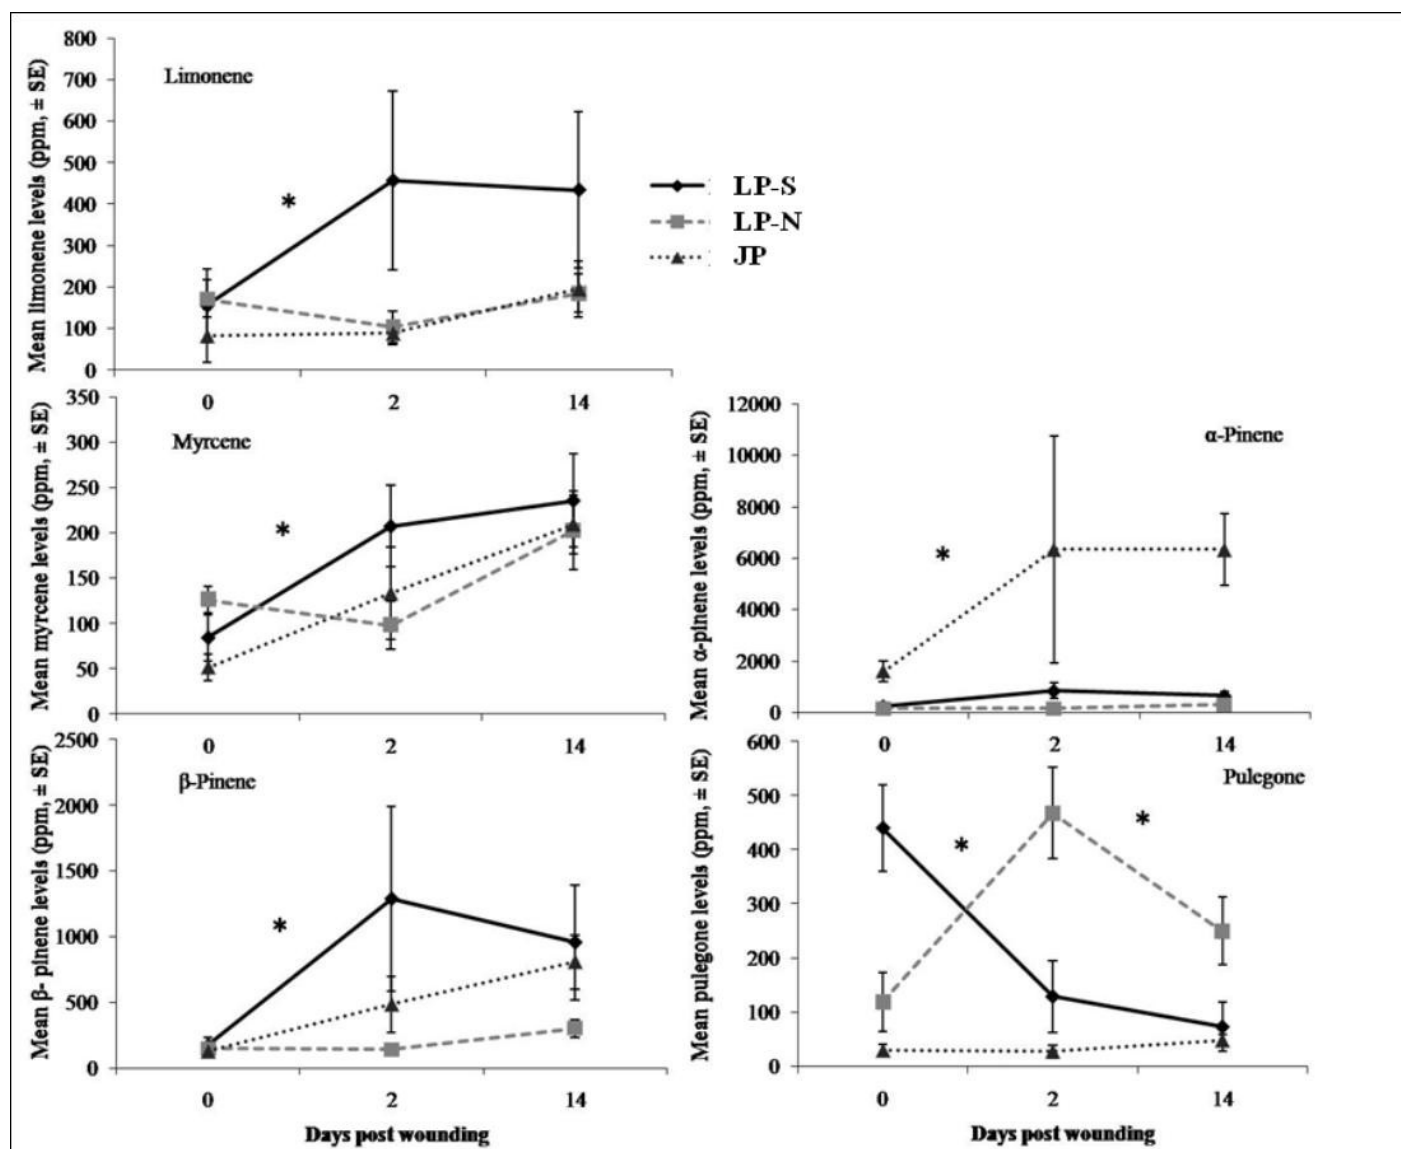 Mean limonene levels (ppm, ± SE)
800
700
600
500
400
300
200
100
0
Limonene
*
0 2 14
LP-S
LP-N
JP
Mean myrcene levels (ppm, ± SE)
350
300
250
200
150
100
50
0
Myrcene
*
0 2 14
Mean α-pinene levels (ppm, ± SE)
12000
10000
8000
6000
4000
2000
0
α-Pinene
*
0 2 14
Mean β- pinene levels (ppm, ± SE)
2500
2000
1500
1000
500
0
β-Pinene
*
0 2 14
Days post wounding
Mean pulegone levels (ppm, ± SE)
600
500
400
300
200
100
0
Pulegone
*
*
0 2 14
Days post wounding